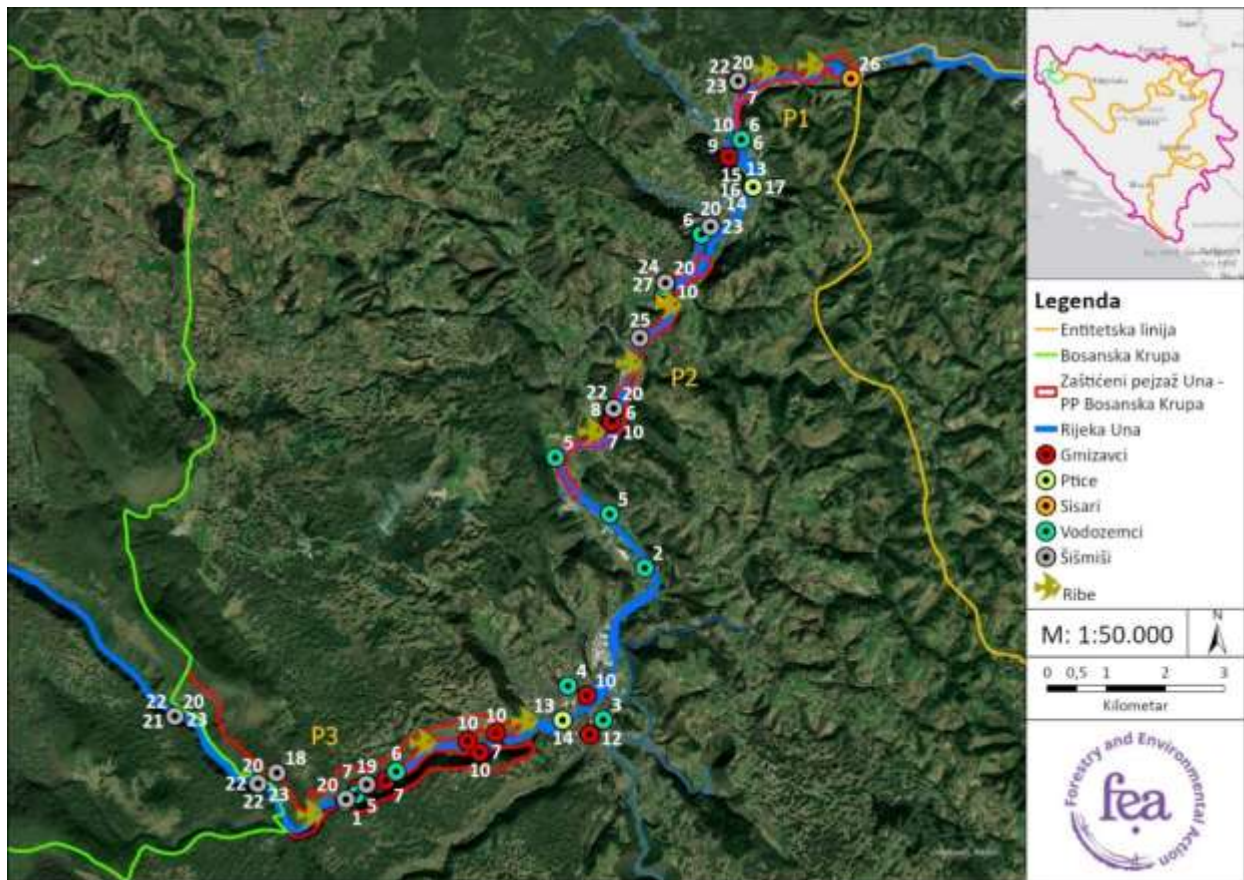 22 20
23
26
7
P1
10 6
6
9
15 13
16 17
14
20
6 23
24 20
27 10
25
P2
22 20
8 6
10
7
5
5
2
4 10
13 3
14 12
10
10
7
10
22 20
21 23
P3
18
20
22 23
22
7 19 6
20 7
5
1
Legenda
Entitetska linija
Bosanska Krupa
Zaštićeni pejzaž Una -
PP Bosanska Krupa
Rijeka Una
Gmizavci
Ptice
Sisari
Vodozemci
Šišmiši
Ribe
M: 1:50.000
N
0 0,5 1 2 3
Kilometar
Forestry and Environmental Action
fea